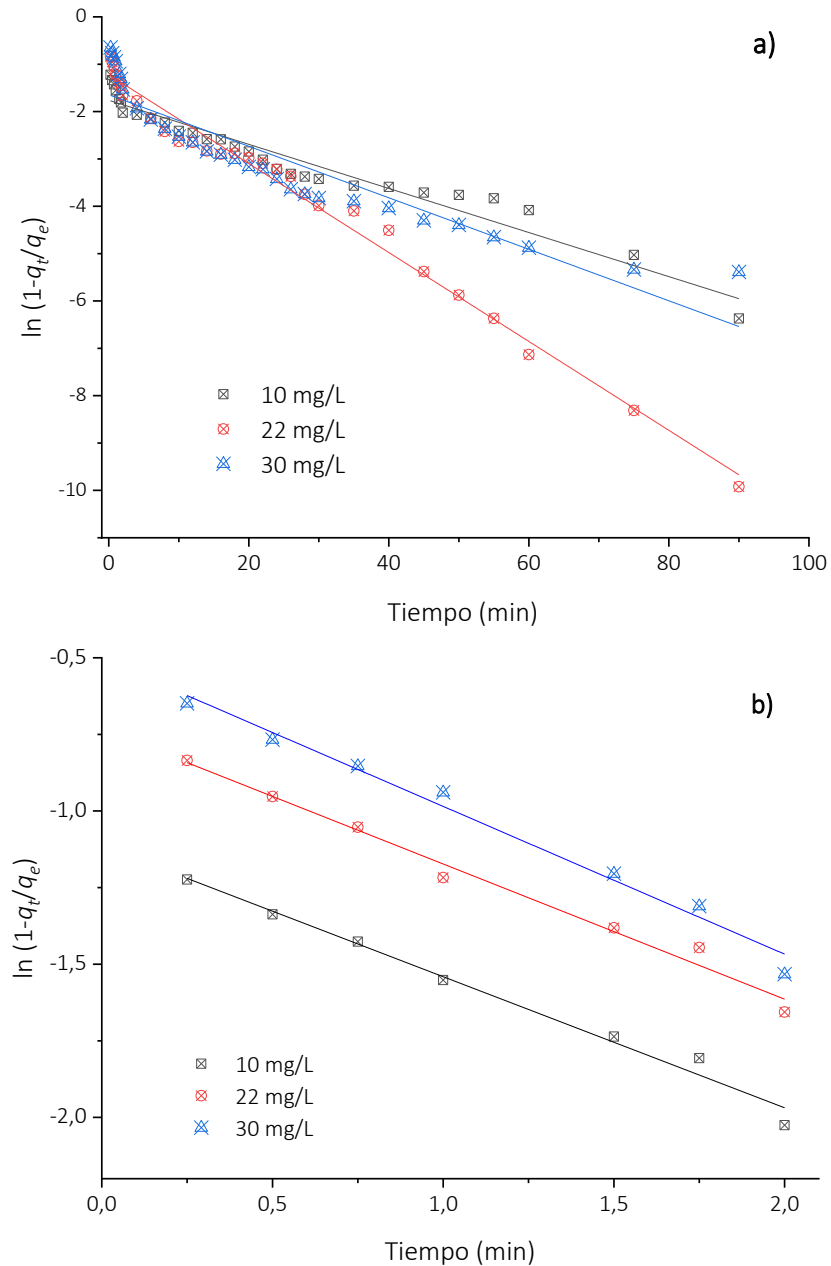 a)
0
-2
-4
-6
-8
-10
ln (1-qt/qe)
10 mg/L
22 mg/L
30 mg/L
0 20 40 60 80 100
Tiempo (min)
b)
-0,5
-1,0
-1,5
-2,0
ln (1-qt/qe)
10 mg/L
22 mg/L
30 mg/L
0,0 0,5 1,0 1,5 2,0
Tiempo (min)